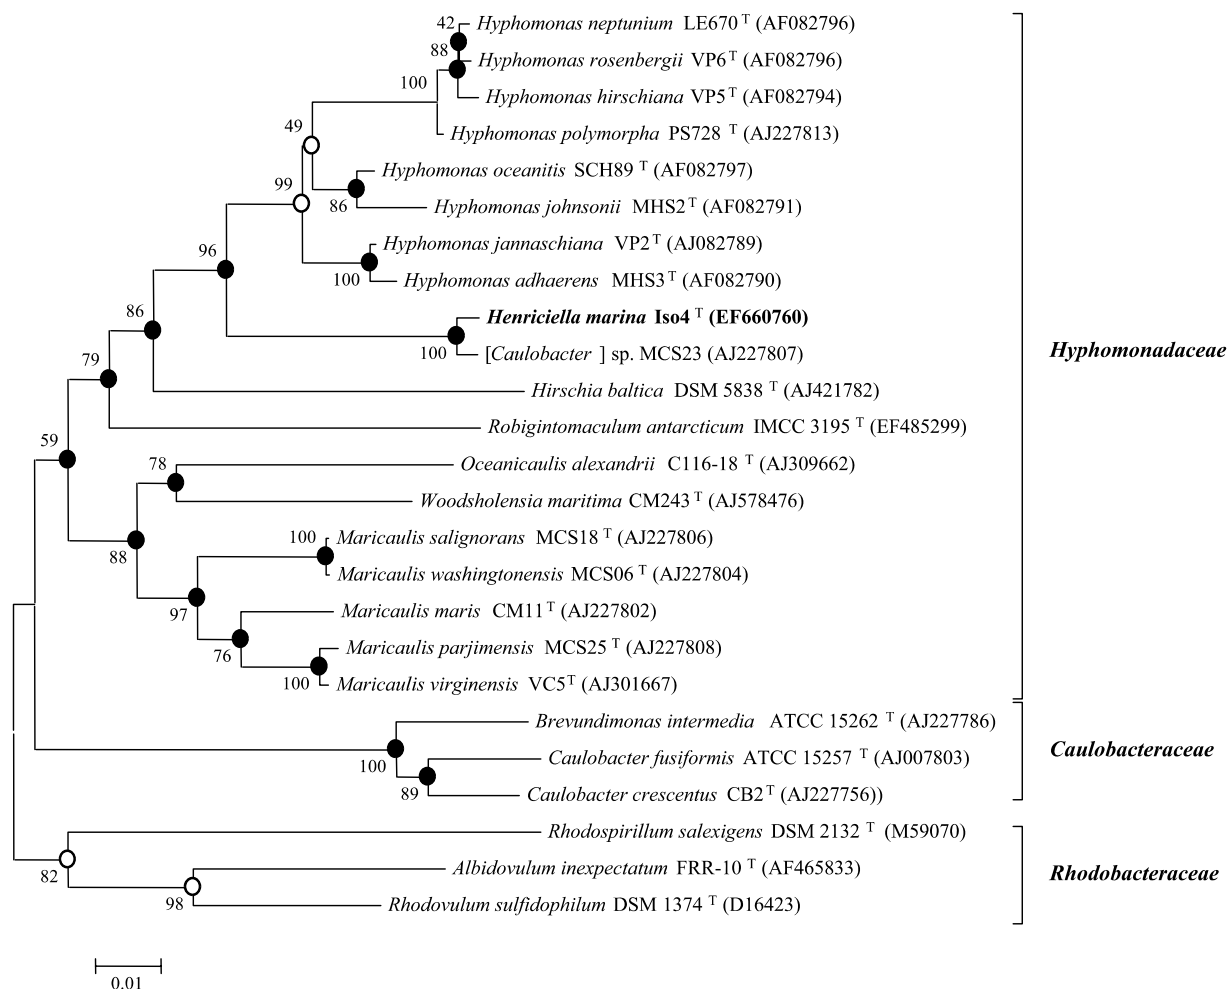 42 Hyphomonas neptunium LE670 T (AF082796)
88 Hyphomonas rosenbergii VP6 T (AF082796)
100 Hyphomonas hirschiana VP5 T (AF082794)
49 Hyphomonas polymorpha PS728 T (AJ227813)
Hyphomonas oceanitis SCH89 T (AF082797)
99 86 Hyphomonas johnsonii MHS2 T (AF082791)
96 Hyphomonas jannaschiana VP2 T (AJ082789)
100 Hyphomonas adhaerens MHS3 T (AF082790)
86 Henriciella marina Iso4 T (EF660760)
100 [Caulobacter ] sp. MCS23 (AJ227807)
Hyphomonadaceae
79 Hirschia baltica DSM 5838 T (AJ421782)
59 Robigintomaculum antarcticum IMCC 3195 T (EF485299)
78 Oceanicaulis alexandrii C116-18 T (AJ309662)
Woodsholensia maritima CM243 T (AJ578476)
100 Maricaulis salignorans MCS18 T (AJ227806)
88 Maricaulis washingtonensis MCS06 T (AJ227804)
97 Maricaulis maris CM11 T (AJ227802)
76 Maricaulis parjimensis MCS25 T (AJ227808)
100 Maricaulis virginensis VC5 T (AJ301667)
Brevundimonas intermedia ATCC 15262 T (AJ227786)
Caulobacteraceae
100 Caulobacter fusiformis ATCC 15257 T (AJ007803)
89 Caulobacter crescentus CB2 T (AJ227756))
Rhodospirillum salexigens DSM 2132 T (M59070)
82 Albidovulum inexpectatum FRR-10 T (AF465833)
Rhodobacteraceae
98 Rhodovulum sulfidophilum DSM 1374 T (D16423)
0.01